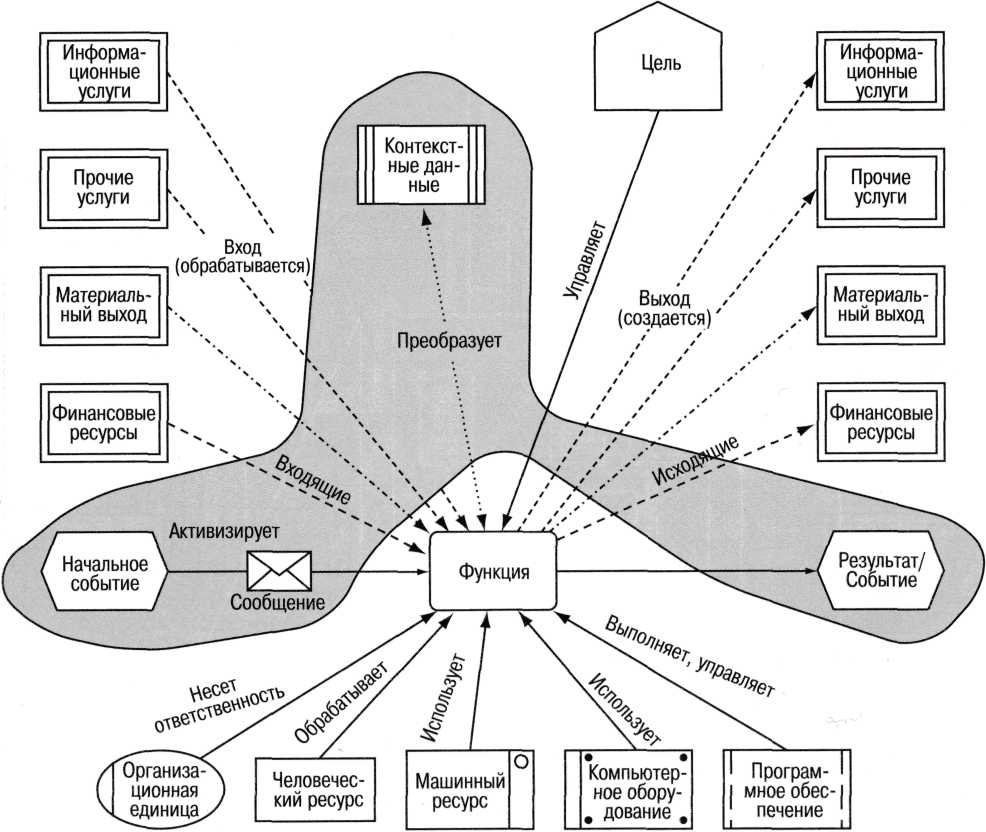 Информа-
ционные
услуги
Цель
Информа-
ционные
услуги
Контекст-
ные дан-
ные
Прочие
услуги
Прочие
услуги
Вход
(обрабатывается)
Управляет
Материаль-
ный выход
Выход
(создается)
Материаль-
ный выход
Преобразует
Финансовые
ресурсы
Входящие
Исходящие
Финансовые
ресурсы
Активизирует
Начальное
событие
Сообщение
Функция
Результат/
Событие
Несет
ответственность
Обрабатывает
Использует
Использует
Выполняет, управляет
Организа-
ционная
единица
Человечес-
кий ресурс
Машинный
ресурс
Компьютер-
ное обору-
дование
Програм-
мное обес-
печение